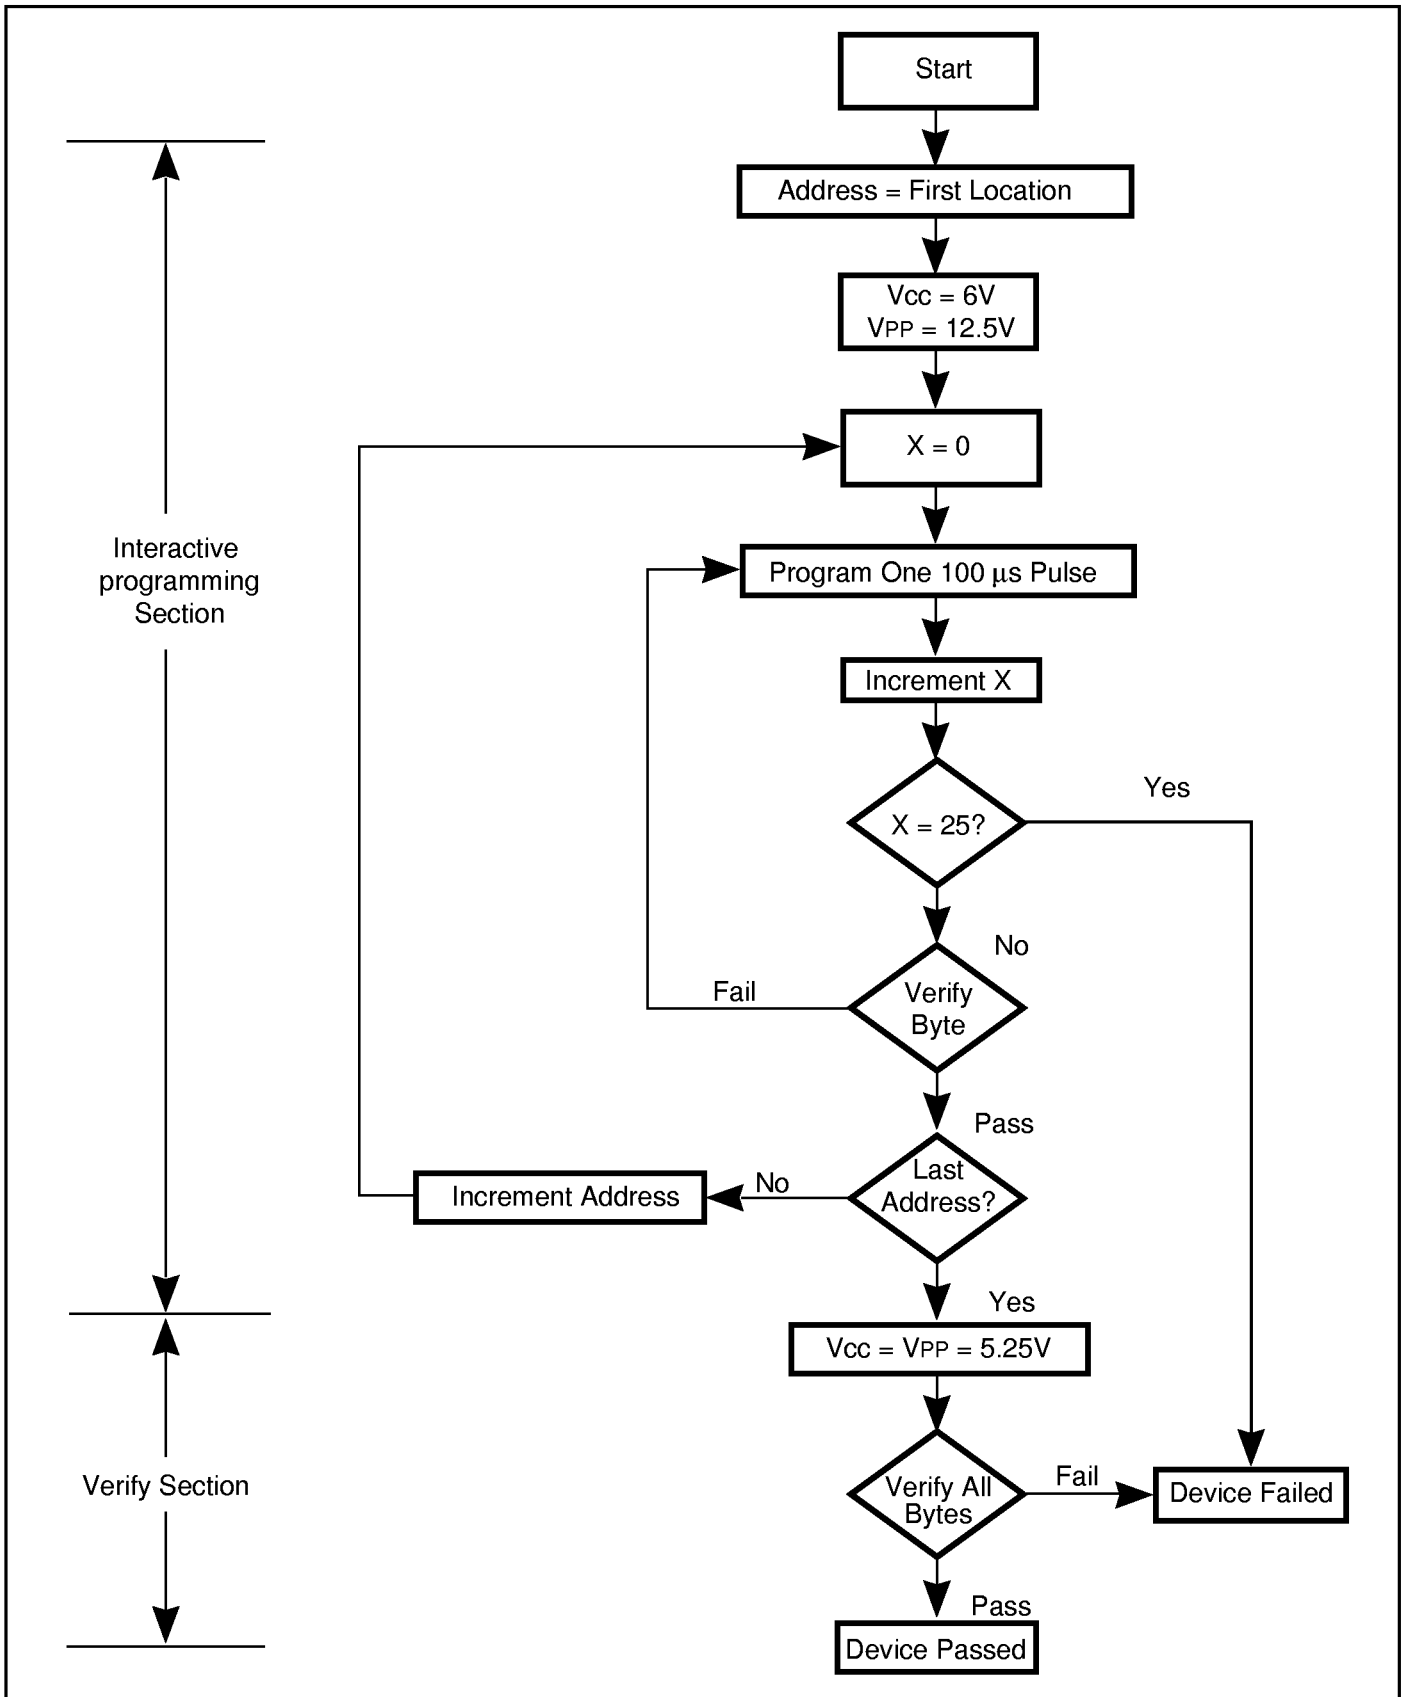 Start
Address = First Location
Vcc = 6V
VPP = 12.5V
X = 0
Interactive
programming
Section
Program One 100 μs Pulse
Increment X
X = 25?
Yes
No
Verify
Byte
Fail
Pass
Last
Address?
No
Increment Address
Yes
Vcc = VPP = 5.25V
Verify Section
Verify All
Bytes
Fail
Device Failed
Pass
Device Passed